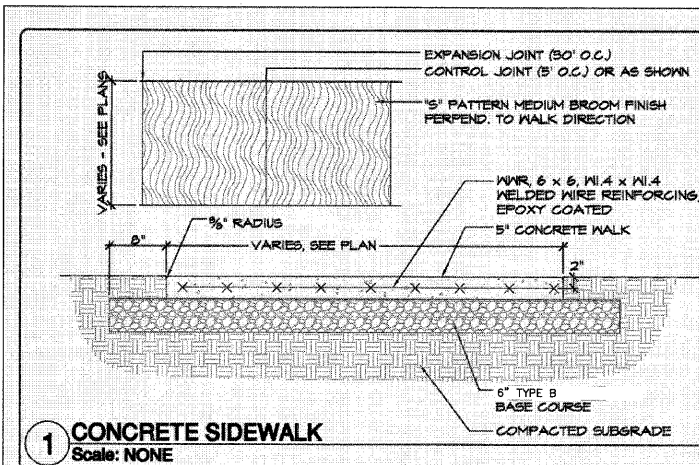 EXPANSION JOINT (30' O.C.)
CONTROL JOINT (5' O.C.) OR AS SHOWN
"S" PATTERN MEDIUM BROOM FINISH
PERPEND. TO WALK DIRECTION
VARIES - SEE PLANS
WWR, 6 x 6, W1.4 x W1.4
WELDED WIRE REINFORCING,
EPOXY COATED
3/8" RADIUS
8"
VARIES, SEE PLAN
5" CONCRETE WALK
2"
6" TYPE B
BASE COURSE
COMPACTED SUBGRADE
1 CONCRETE SIDEWALK
Scale: NONE